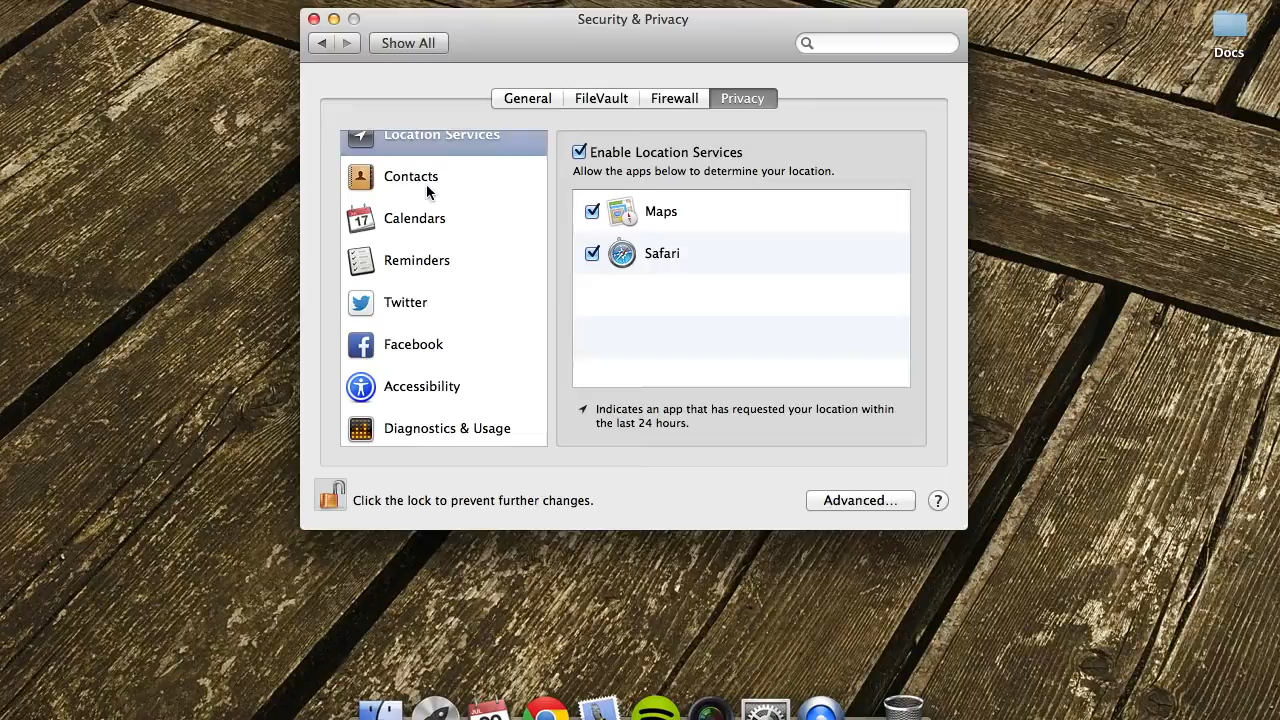 Security & Privacy
Show All
Docs
General
FileVault
Firewall
Privacy
Location Services
Contacts
17
Calendars
Reminders
Twitter
Facebook
Accessibility
Diagnostics & Usage
Enable Location Services
Allow the apps below to determine your location.
Maps
Safari
Indicates an app that has requested your location within
the last 24 hours.
Click the lock to prevent further changes.
Advanced...
?
JUL